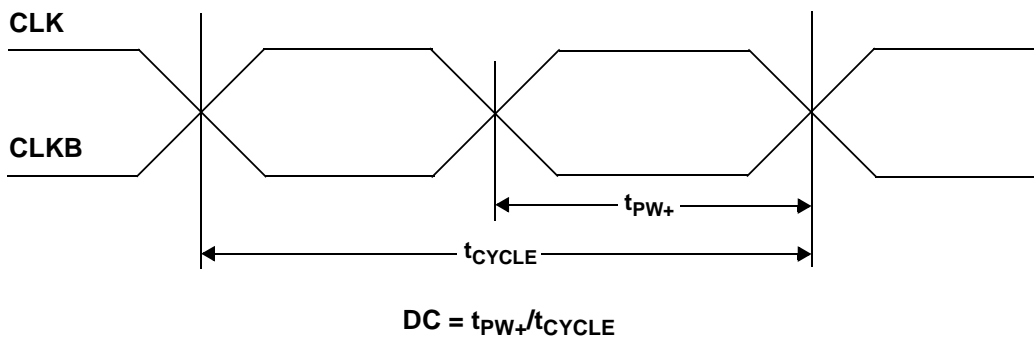 CLK
CLKB
tPW+
tCYCLE
DC = tPW+/tCYCLE